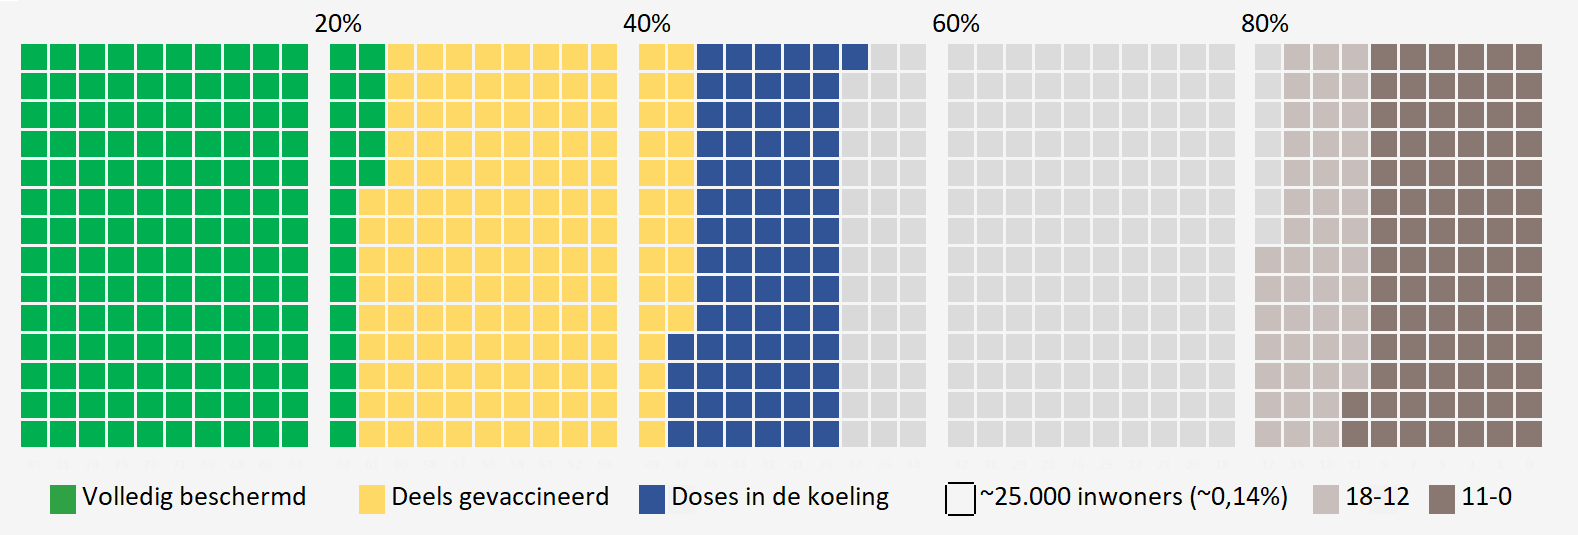 20% 40% 60% 80%
Volledig beschermd Deels gevaccineerd Doses in de koeling ~25.000 inwoners (~0,14%) 18-12 11-0